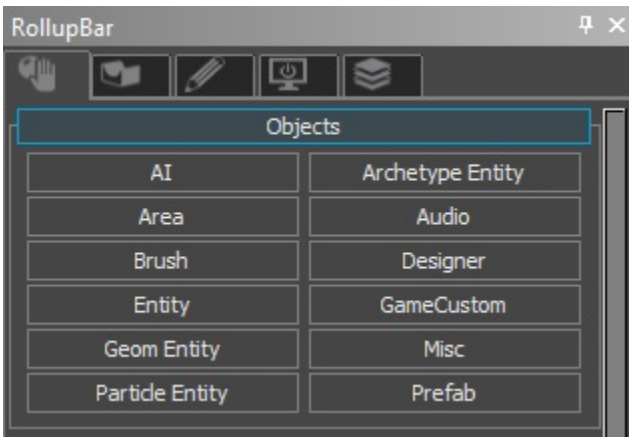 RollupBar
Objects
AI Archetype Entity
Area Audio
Brush Designer
Entity GameCustom
Geom Entity Misc
Particle Entity Prefab